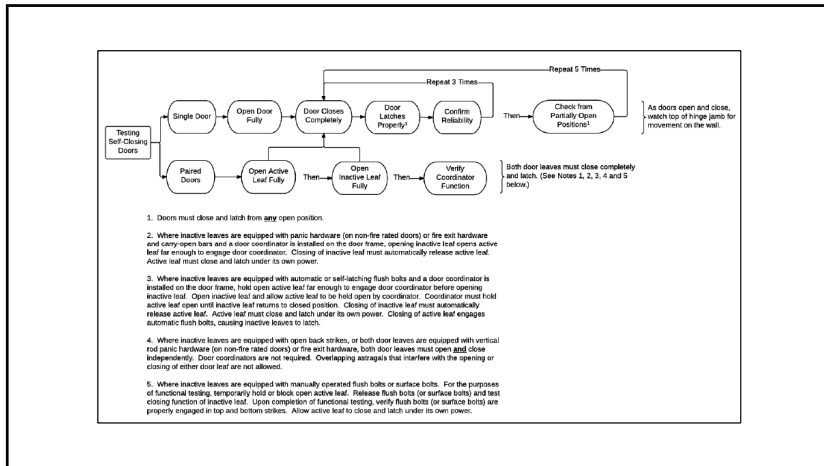 Repeat 5 Times
Repeat 3 Times
Testing
Self-Closing
Doors
Single Door
Open Door
Fully
Door Closes
Completely
Door
Latches
Properly¹
Confirm
Reliability
Then
Check from
Partially Open
Positions¹
As doors open and close,
watch top of hinge jamb for
movement on the wall.
Paired
Doors
Open Active
Leaf Fully
Then
Open
Inactive Leaf
Fully
Then
Verify
Coordinator
Function
Both door leaves must close completely
and latch. (See Notes 1, 2, 3, 4 and 5
below.)
1. Doors must close and latch from any open position.
2. Where inactive leaves are equipped with panic hardware (on non-fire rated doors) or fire exit hardware
and carry-open bars and a door coordinator is installed on the door frame, opening inactive leaf opens active
leaf far enough to engage door coordinator. Closing of inactive leaf must automatically release active leaf.
Active leaf must close and latch under its own power.
3. Where inactive leaves are equipped with automatic or self-latching flush bolts and a door coordinator is
installed on the door frame, hold open active leaf far enough to engage door coordinator before opening
inactive leaf. Open inactive leaf and allow active leaf to be held open by coordinator. Coordinator must hold
active leaf open until inactive leaf returns to closed position. Closing of inactive leaf must automatically
release active leaf. Active leaf must close and latch under its own power. Closing of active leaf engages
automatic flush bolts, causing inactive leaves to latch.
4. Where inactive leaves are equipped with open back strikes, or both door leaves are equipped with vertical
rod panic hardware (on non-fire rated doors) or fire exit hardware, both door leaves must open and close
independently. Door coordinators are not required. Overlapping astragals that interfere with the opening or
closing of either door leaf are not allowed.
5. Where inactive leaves are equipped with manually operated flush bolts or surface bolts. For the purposes
of functional testing, temporarily hold or block open active leaf. Release flush bolts (or surface bolts) and test
closing function of inactive leaf. Upon completion of functional testing, verify flush bolts (or surface bolts) are
properly engaged in top and bottom strikes. Allow active leaf to close and latch under its own power.